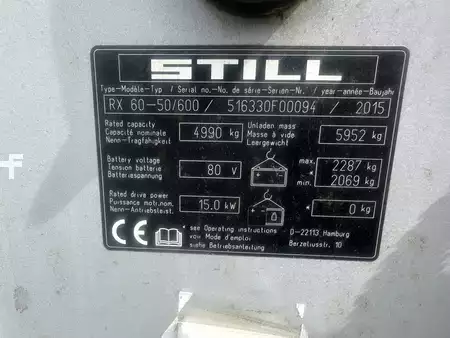 STILL
Type-Modèle-Typ / Serial no.-No. de série-Serien-Nr. / year-année-Baujahr
RX 60-50/600 / 516330F00094 / 2015
Rated capacity
Capacité nominale
Nenn-Tragfähigkeit
4990 kg
Unladen mass
Masse à vide
Leergewicht
5952 kg
Battery voltage
Tension batterie
Batteriespannung
80 V
max. 2287 kg
min. 2069 kg
Rated drive power
Puissance motri.nom.
Nenn-Antriebsleist.
15.0 kW
* 0 kg
CE
* see Operating instructions
voir Mode d'emploi
siehe Betriebsanleitung
D-22113 Hamburg
Berzeliusstr. 10